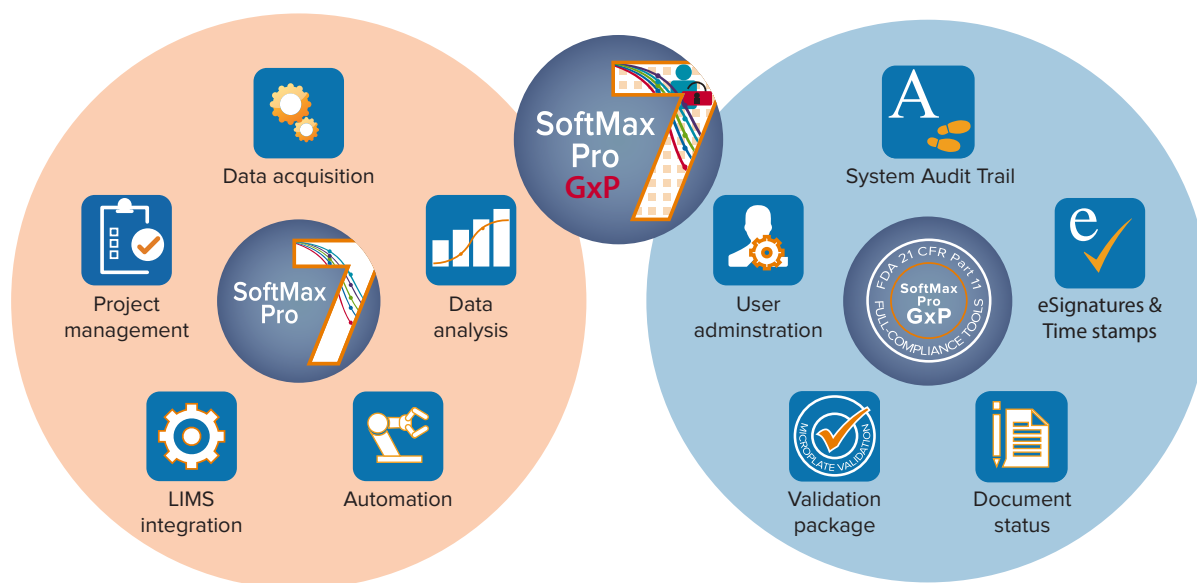 Data acquisition
Project
management
SoftMax
Pro
7
Data
analysis
LIMS
integration
Automation
SoftMax
Pro
GxP
7
A
System Audit Trail
User
adminstration
FDA 21 CFR Part 11
SoftMax
Pro
GxP
FULL-COMPLIANCE TOOLS
e
eSignatures &
Time stamps
MICROPLATE VALIDATION
Validation
package
Document
status